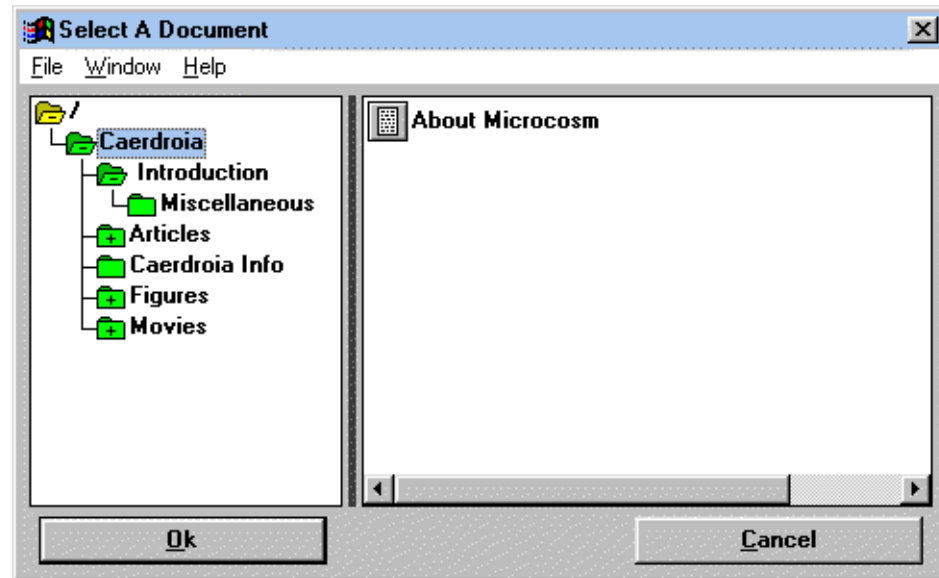 Select A Document
File Window Help
/
Caerdroia
Introduction
Miscellaneous
Articles
Caerdroia Info
Figures
Movies
About Microcosm
Ok
Cancel